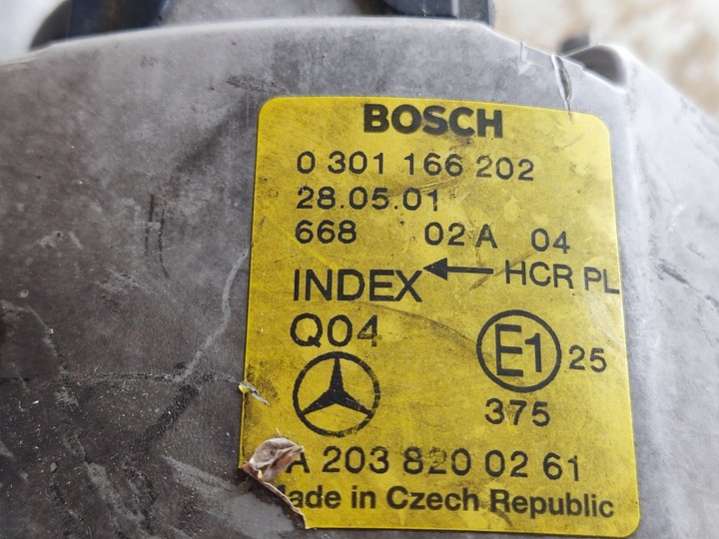 BOSCH
0 301 166 202
28.05.01
668 02 A 04
INDEX ← HCR PL
Q04
E1 25
375
A 203 820 02 61
Made in Czech Republic